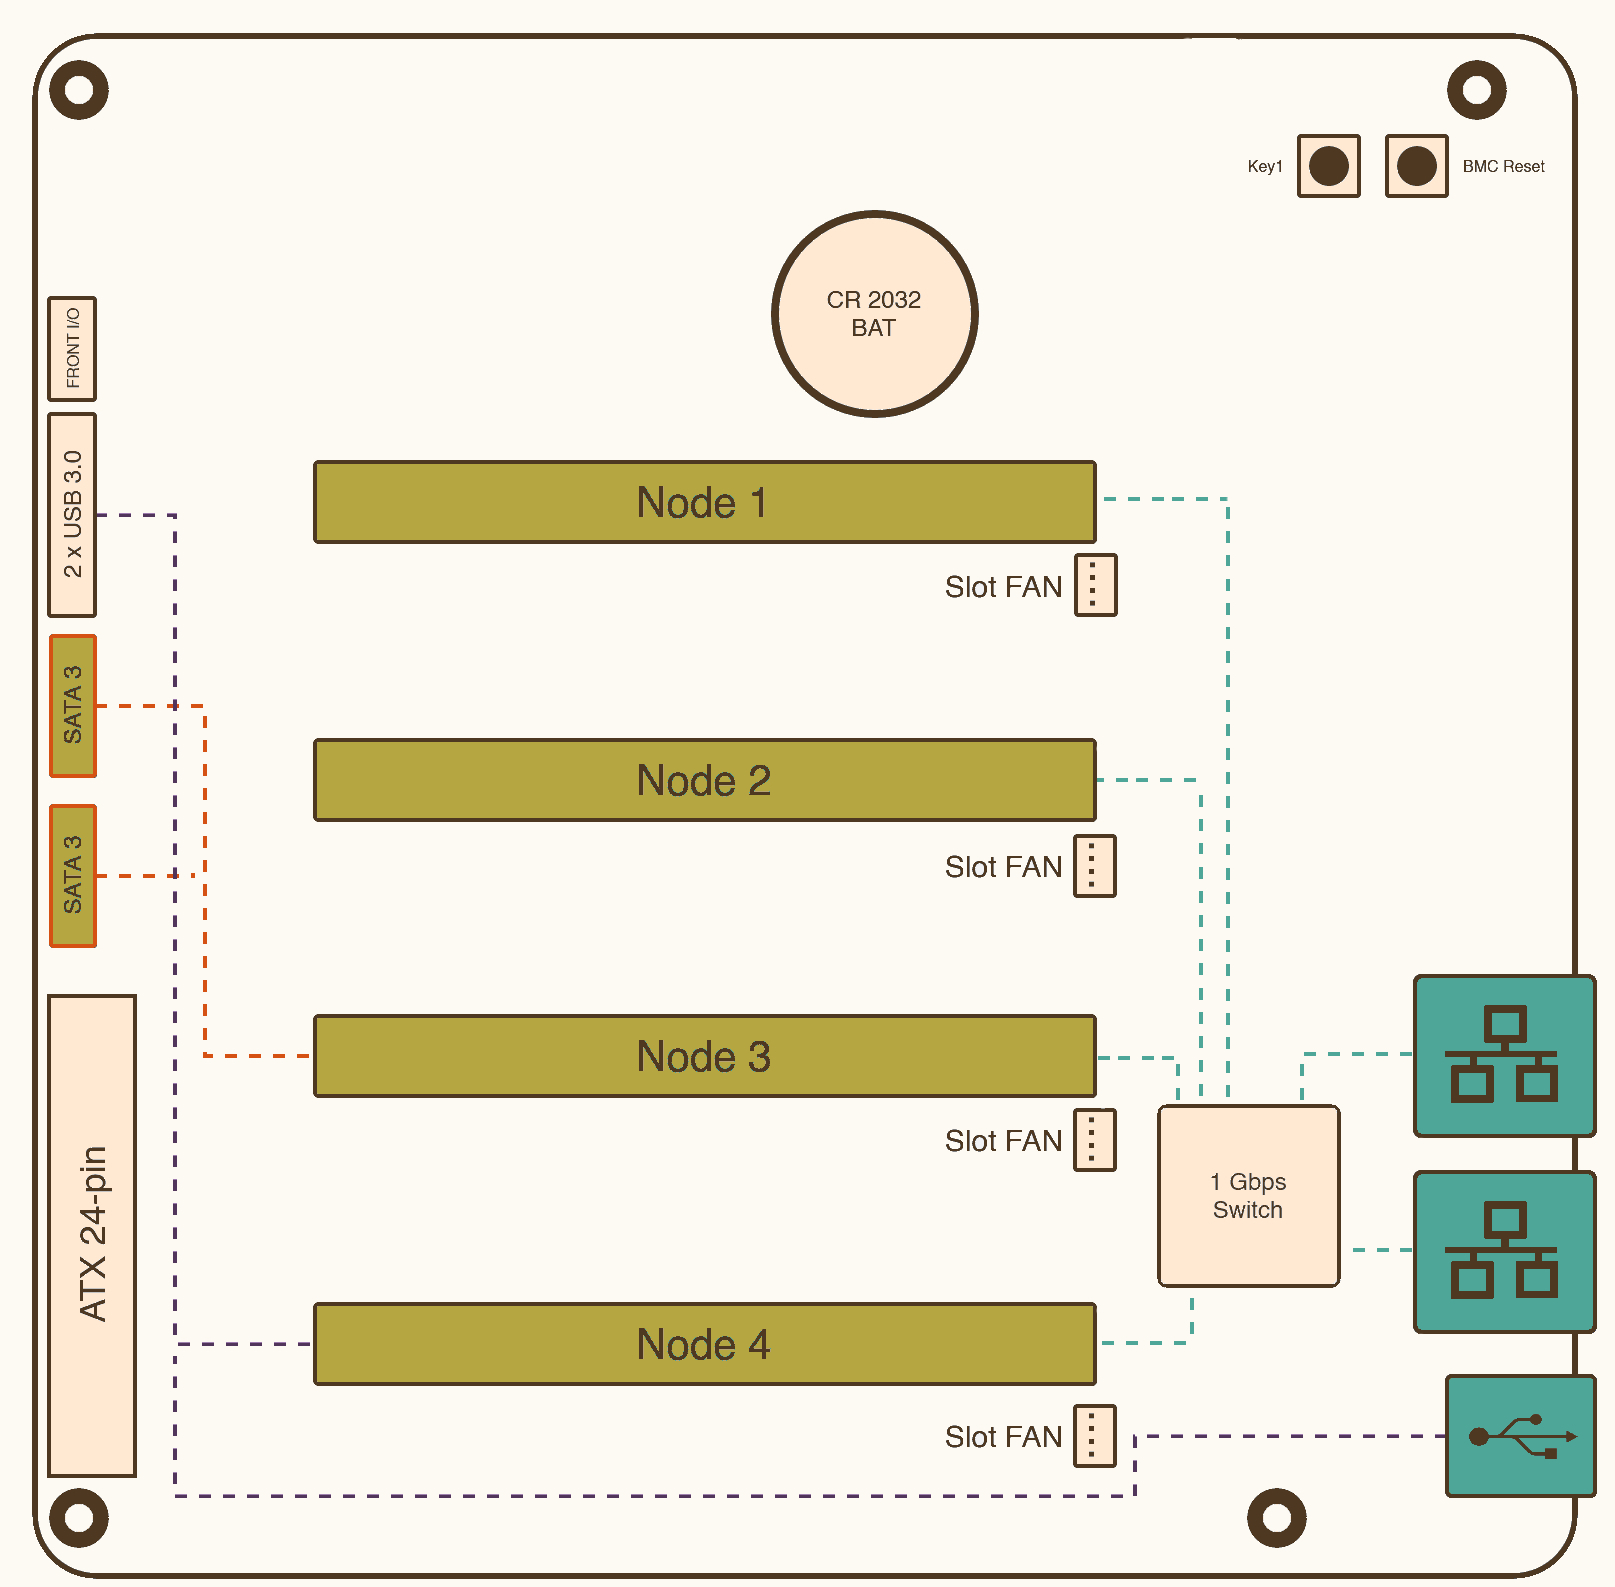 Key1
BMC Reset
CR 2032
BAT
FRONT I/O
2 x USB 3.0
Node 1
Slot FAN
SATA 3
Node 2
SATA 3
Slot FAN
Node 3
Slot FAN
1 Gbps
Switch
ATX 24-pin
Node 4
Slot FAN